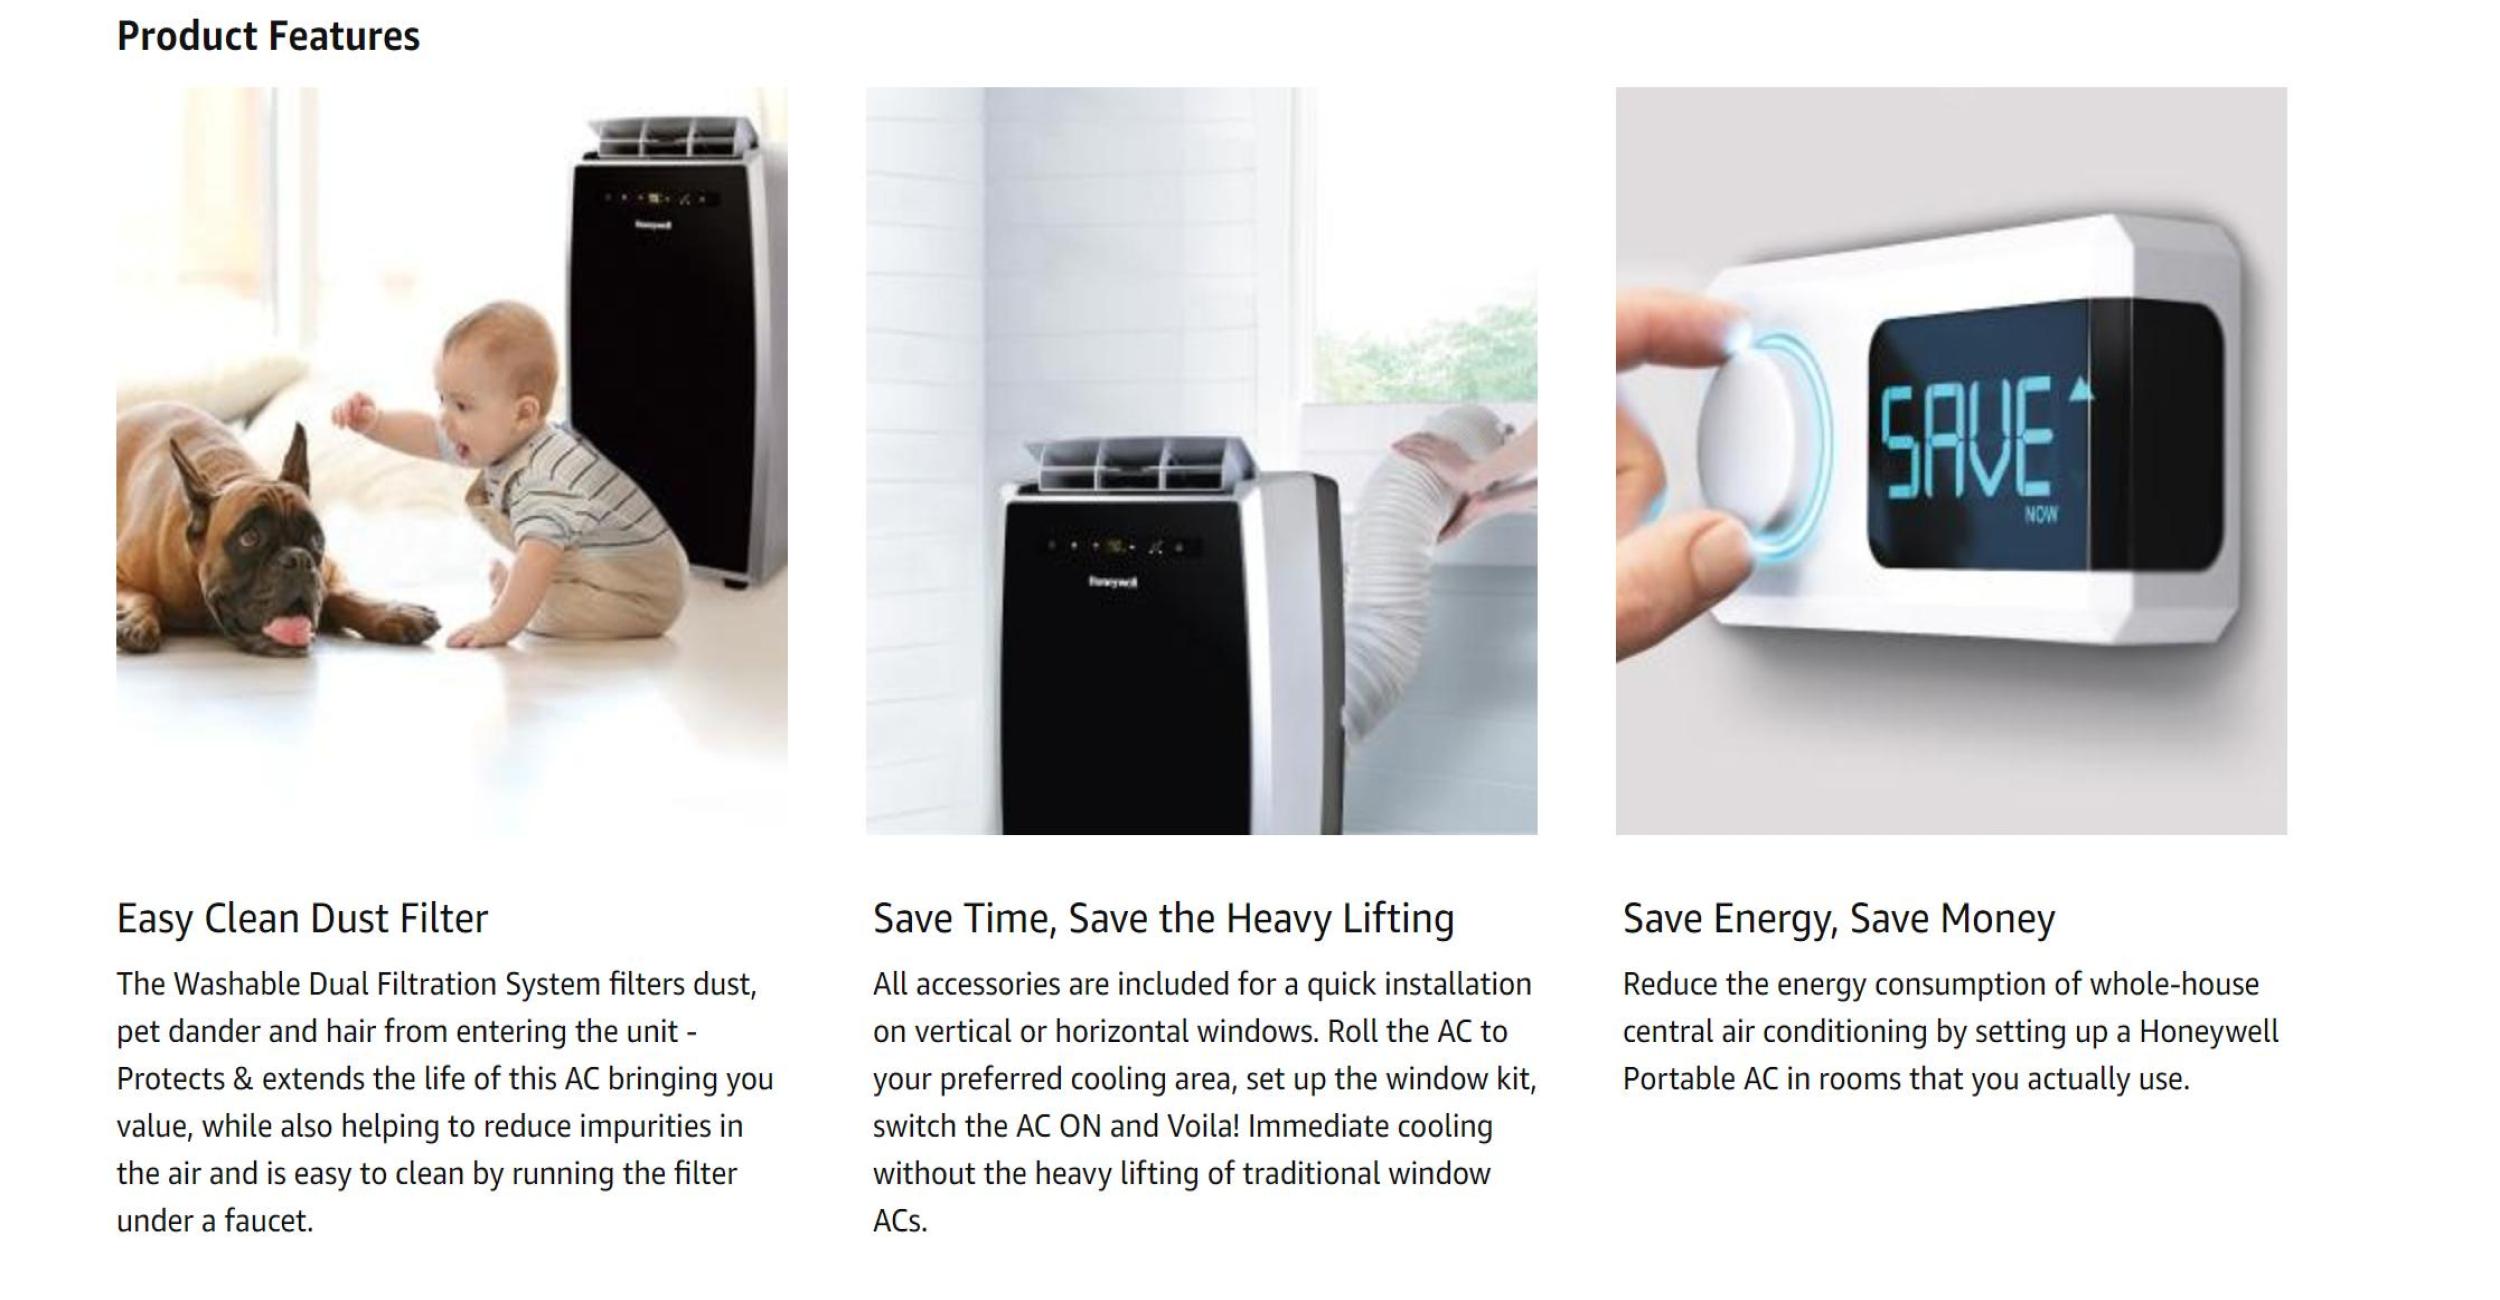 Product Features
Honeywell
Honeywell
SAVE
NOW
Easy Clean Dust Filter
The Washable Dual Filtration System filters dust,
pet dander and hair from entering the unit -
Protects & extends the life of this AC bringing you
value, while also helping to reduce impurities in
the air and is easy to clean by running the filter
under a faucet.
Save Time, Save the Heavy Lifting
All accessories are included for a quick installation
on vertical or horizontal windows. Roll the AC to
your preferred cooling area, set up the window kit,
switch the AC ON and Voila! Immediate cooling
without the heavy lifting of traditional window
ACs.
Save Energy, Save Money
Reduce the energy consumption of whole-house
central air conditioning by setting up a Honeywell
Portable AC in rooms that you actually use.